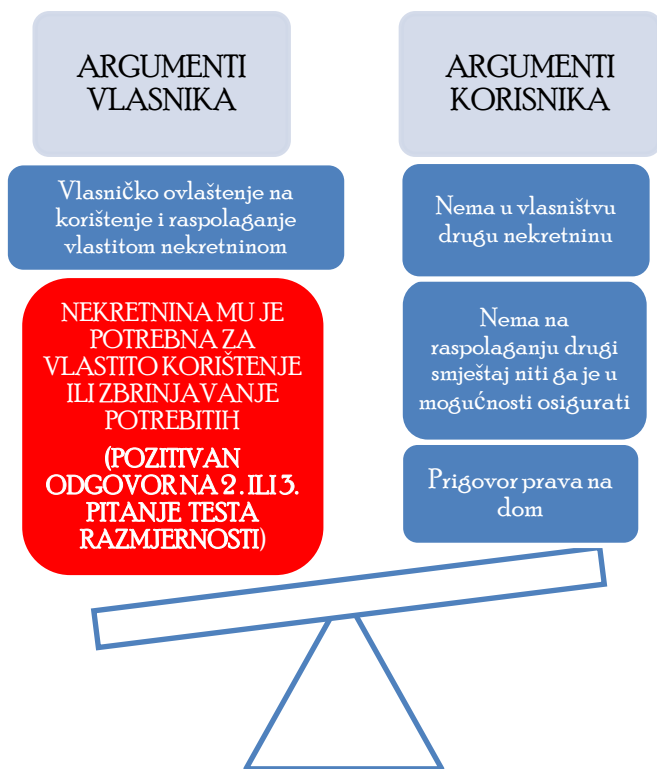 ARGUMENTI
VLASNIKA
Vlasničko ovlaštenje na
korištenje i raspolaganje
vlastitom nekretninom
NEKRETNINA MU JE
POTREBNA ZA
VLASTITO KORIŠTENJE
ILI ZBRINJAVANJE
POTREBITIH
(POZITIVAN
ODGOVOR NA 2. ILI 3.
PITANJE TESTA
RAZMJERNOSTI)
ARGUMENTI
KORISNIKA
Nema u vlasništvu
drugu nekretninu
Nema na
raspolaganju drugi
smještaj niti ga je u
mogućnosti osigurati
Prigovor prava na
dom